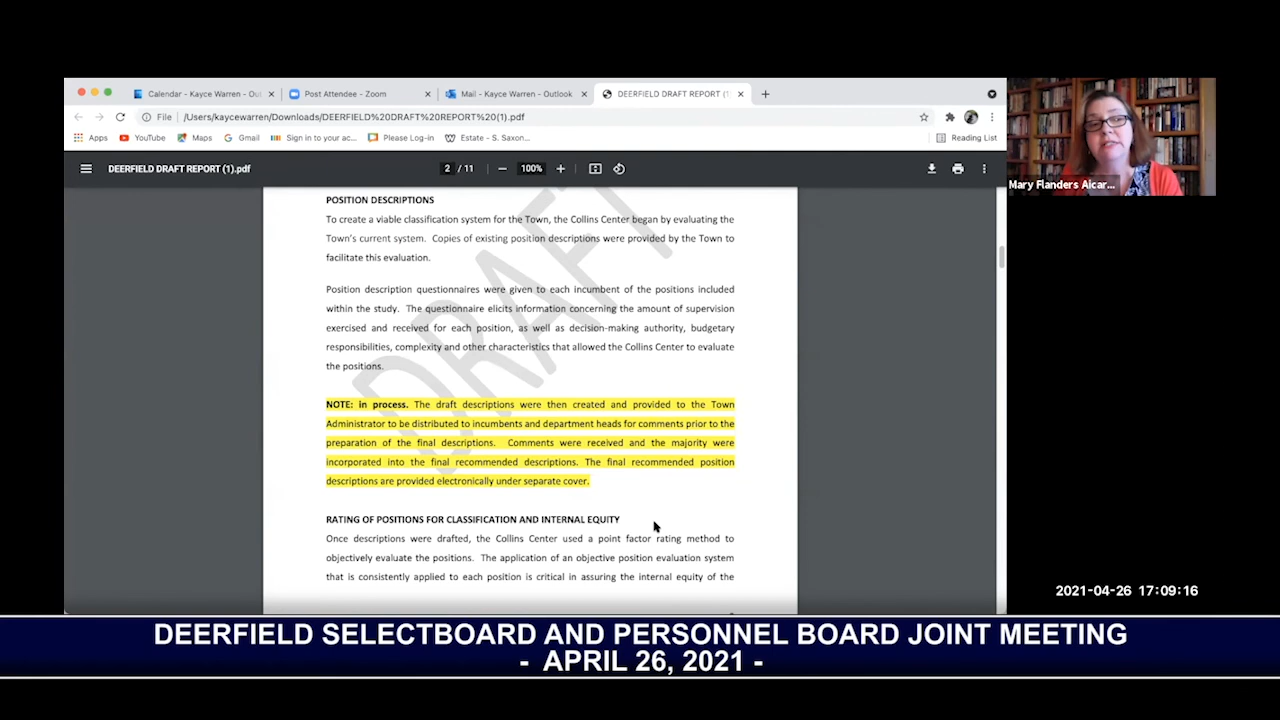 Calendar - Kayce Warren - Ou
Post Attendee - Zoom
Mail - Kayce Warren - Outlook
DEERFIELD DRAFT REPORT (1)
File | /Users/kaycewarren/Downloads/DEERFIELD%20DRAFT%20REPORT%20(1).pdf
Apps YouTube Maps Gmail Sign in to your ac... Please Log-in Estate - S. Saxon... Reading List
DEERFIELD DRAFT REPORT (1).pdf 2 / 11 100%
Mary Flanders Aicar...
DRAFT
POSITION DESCRIPTIONS
To create a viable classification system for the Town, the Collins Center began by evaluating the
Town's current system. Copies of existing position descriptions were provided by the Town to
facilitate this evaluation.
Position description questionnaires were given to each incumbent of the positions included
within the study. The questionnaire elicits information concerning the amount of supervision
exercised and received for each position, as well as decision-making authority, budgetary
responsibilities, complexity and other characteristics that allowed the Collins Center to evaluate
the positions.
NOTE: in process. The draft descriptions were then created and provided to the Town
Administrator to be distributed to incumbents and department heads for comments prior to the
preparation of the final descriptions. Comments were received and the majority were
incorporated into the final recommended descriptions. The final recommended position
descriptions are provided electronically under separate cover.
RATING OF POSITIONS FOR CLASSIFICATION AND INTERNAL EQUITY
Once descriptions were drafted, the Collins Center used a point factor rating method to
objectively evaluate the positions. The application of an objective position evaluation system
that is consistently applied to each position is critical in assuring the internal equity of the
2021-04-26 17:09:16
DEERFIELD SELECTBOARD AND PERSONNEL BOARD JOINT MEETING
- APRIL 26, 2021 -